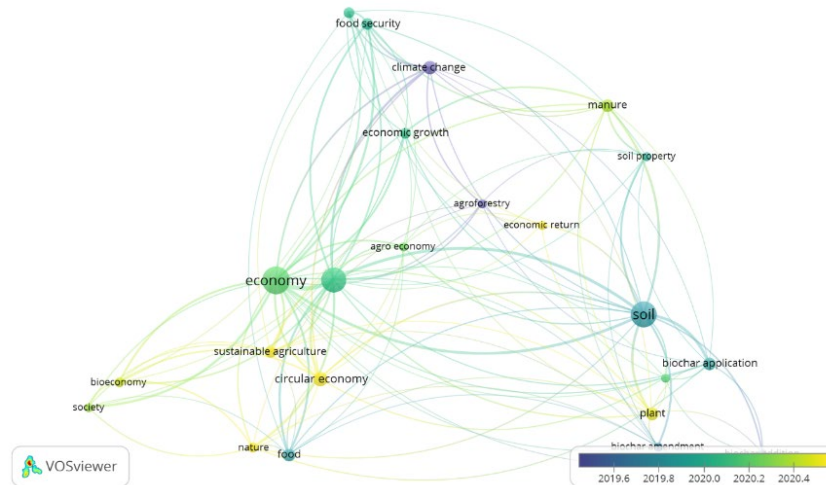 food security
climate change
manure
economic growth
soil property
agroforestry
economic return
agro economy
economy
soil
sustainable agriculture
biochar application
circular economy
bioeconomy
society
plant
nature
food
biochar amendment
VOSviewer
2019.6 2019.8 2020.0 2020.2 2020.4